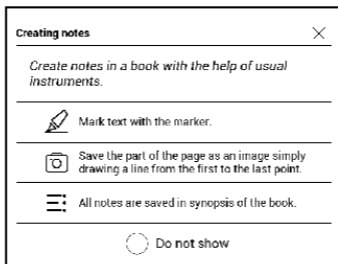 Creating notes
Create notes in a book with the help of usual
instruments.
Mark text with the marker.
Save the part of the page as an image simply
drawing a line from the first to the last point.
All notes are saved in synopsis of the book.
Do not show